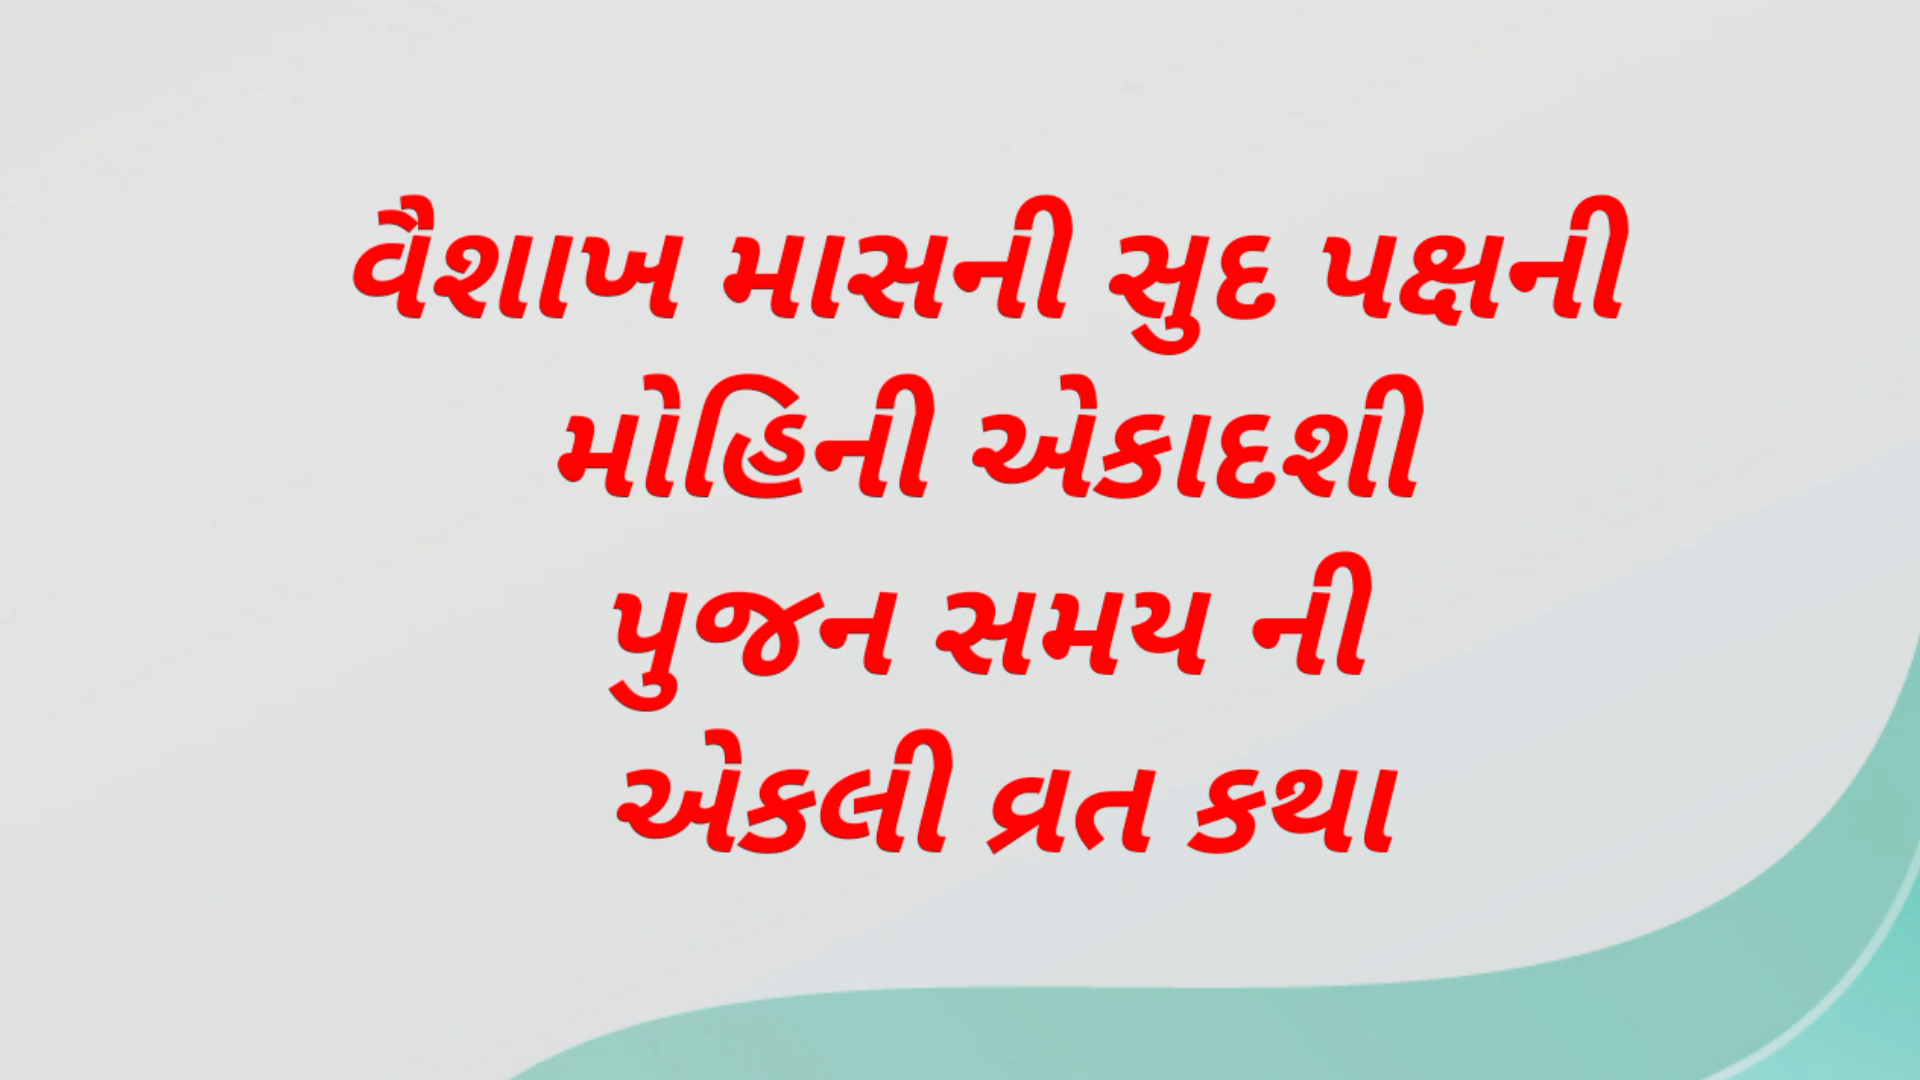 વૈશાખ માસની સુદ પક્ષની
મોહિની એકાદશી
પુજન સમય ની
એકલી વ્રત કથા